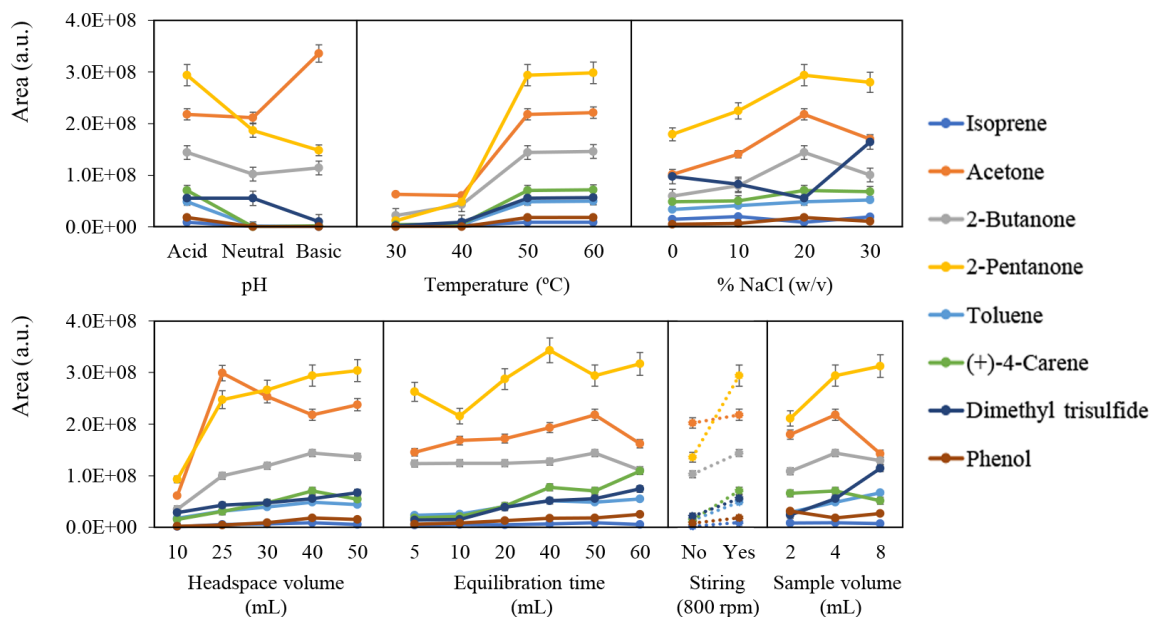 Area (a.u.)
4.0E+08
3.0E+08
2.0E+08
1.0E+08
0.0E+00
Acid Neutral Basic
pH
30 40 50 60
Temperature (ºC)
0 10 20 30
% NaCl (w/v)
Area (a.u.)
4.0E+08
3.0E+08
2.0E+08
1.0E+08
0.0E+00
10 25 30 40 50
Headspace volume
(mL)
5 10 20 40 50 60
Equilibration time
(mL)
No Yes
Stiring
(800 rpm)
2 4 8
Sample volume
(mL)
Isoprene
Acetone
2-Butanone
2-Pentanone
Toluene
(+)-4-Carene
Dimethyl trisulfide
Phenol